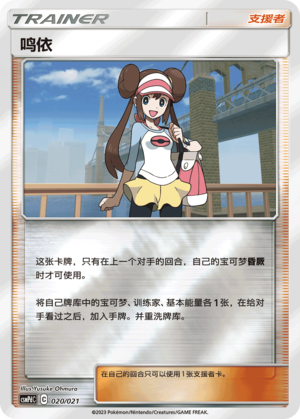 TRAINER
支援者
鸣依
这张卡牌，只有在上一个对手的回合，自己的宝可梦昏厥
时才可使用。
将自己牌库中的宝可梦、训练家、基本能量各1张，在给对
手看过之后，加入手牌。并重洗牌库。
Illus. Yusuke Ohmura
在自己的回合只可以使用1张支援者卡。
C
020/021
©2023 Pokémon/Nintendo/Creatures/GAME FREAK.